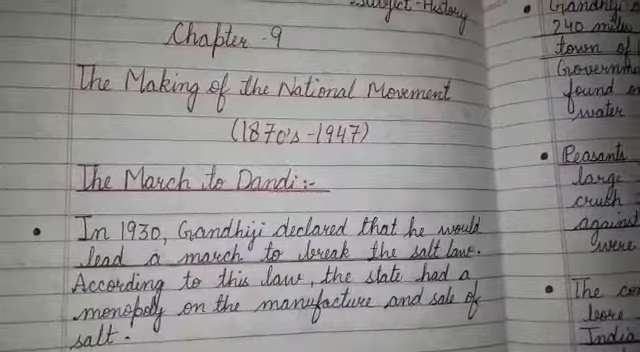 Subject-History
Chapter-9
The Making of the National Movement
(1870's-1947)
The March to Dandi:-
• In 1930, Gandhiji declared that he would
lead a march to break the salt law.
According to this law, the state had a
monopoly on the manufacture and sale of
salt.
• Gandhiji
240 miles
town of
Governm
found
water
• Peasants
large
crush
against
were
• The
India